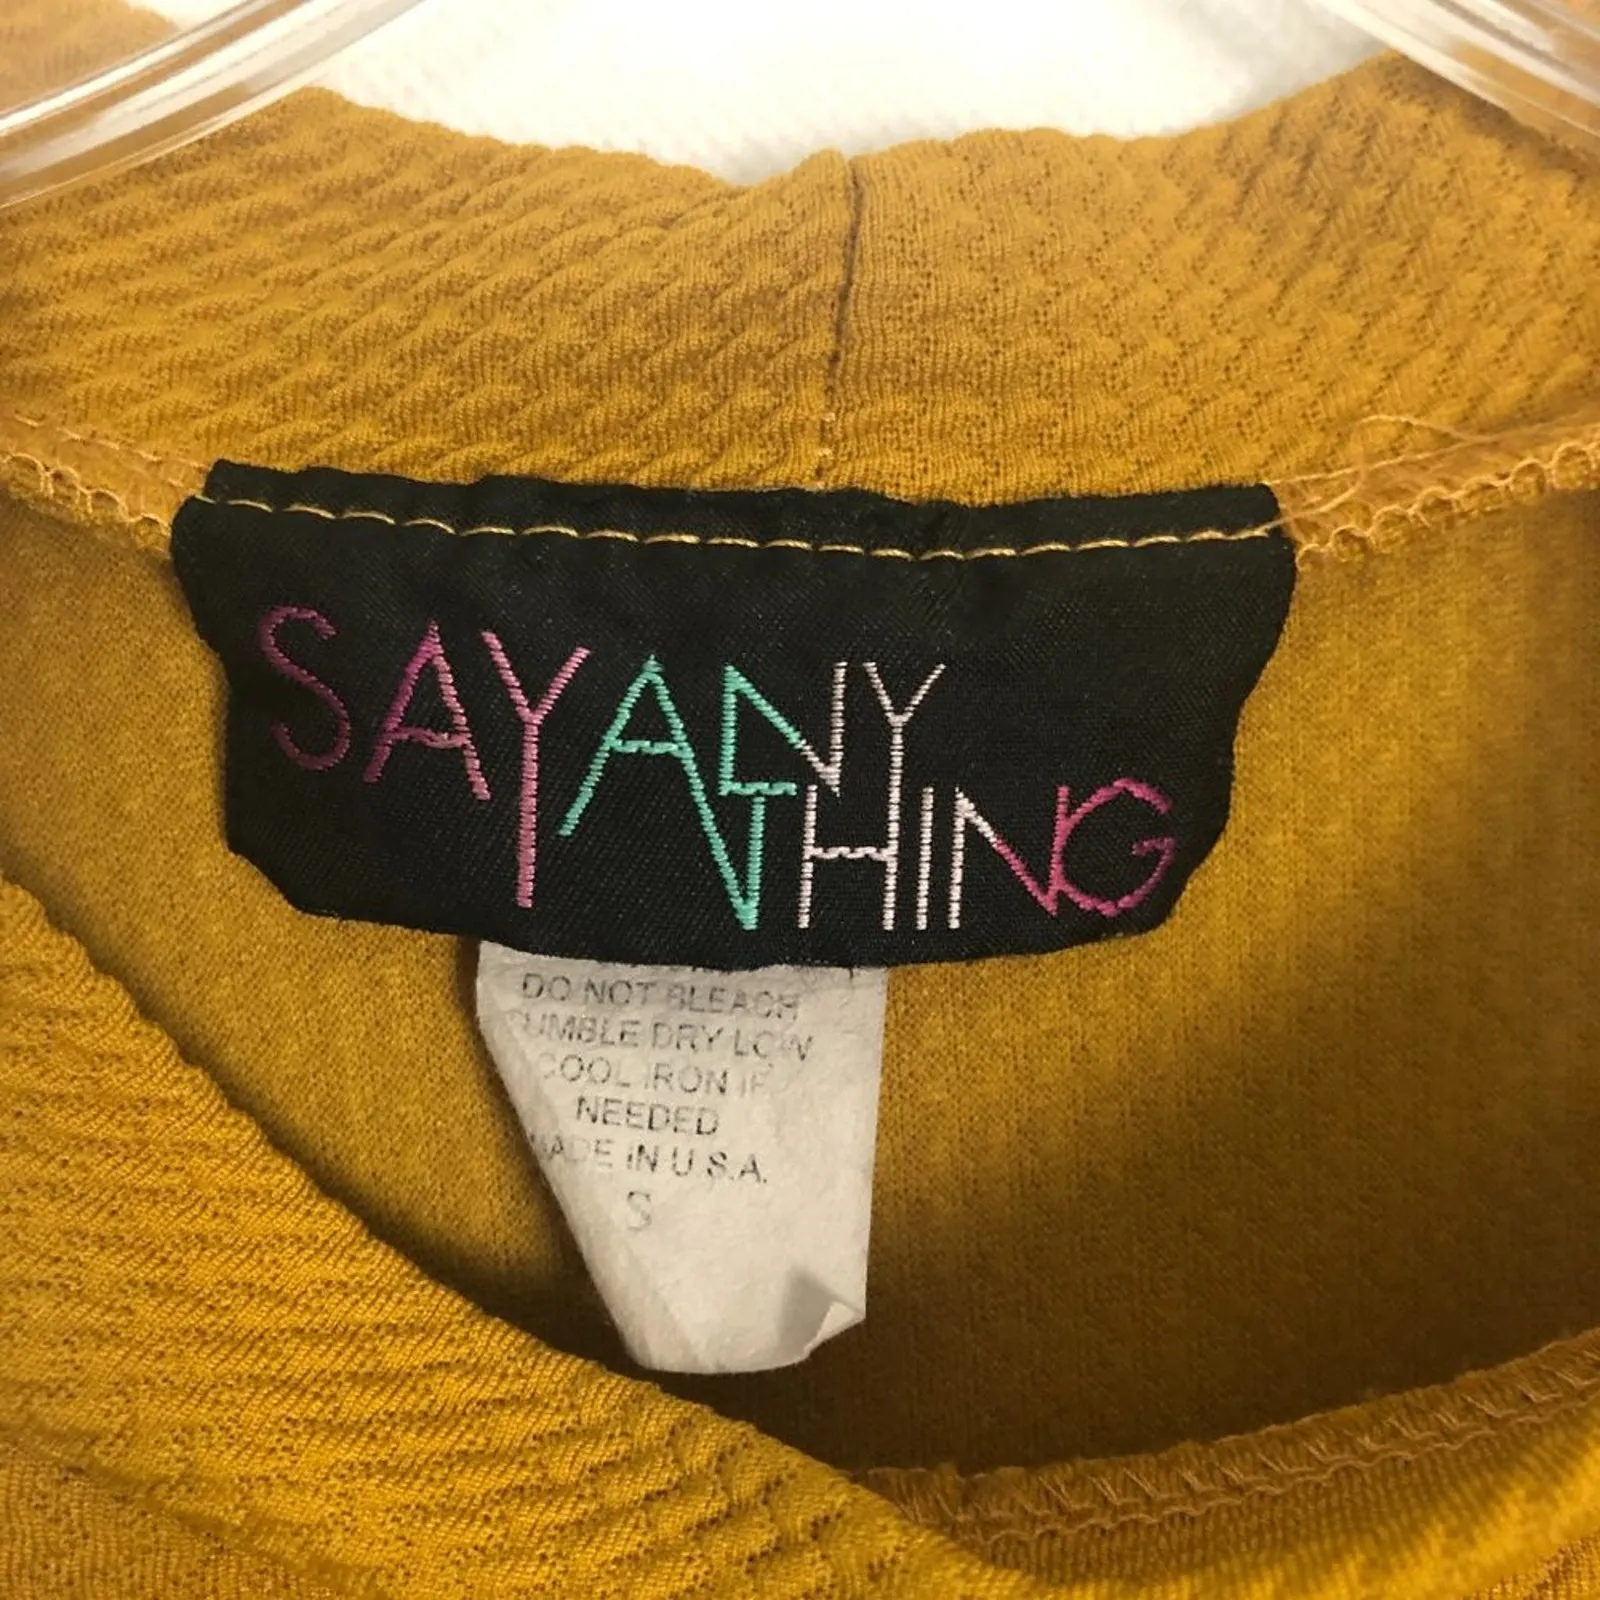 SAY ANY
THING
DO NOT BLEACH
TUMBLE DRY LOW
COOL IRON IF
NEEDED
MADE IN U.S.A.
S